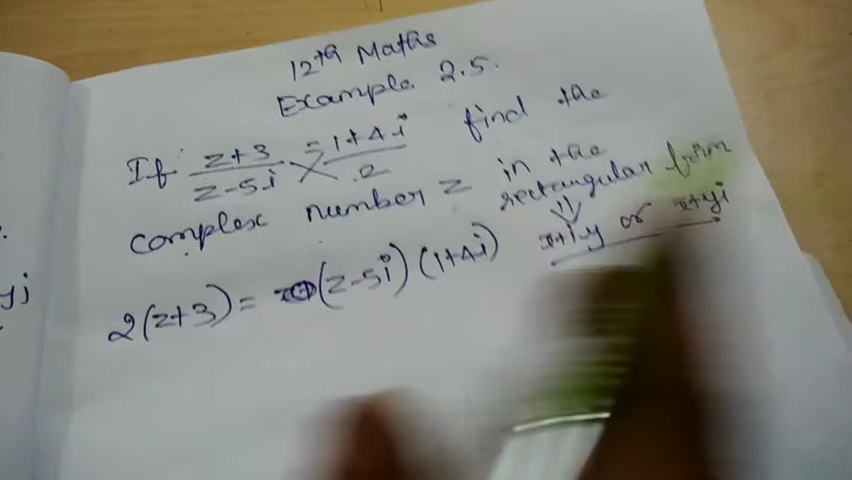 12th Maths
Example 2.5.
If z+3/z-5i = 1+4i/2 find the
complex number z in the
rectangular form
x+iy or x+yi
2(z+3) = (z-5i)(1+4i)
yi